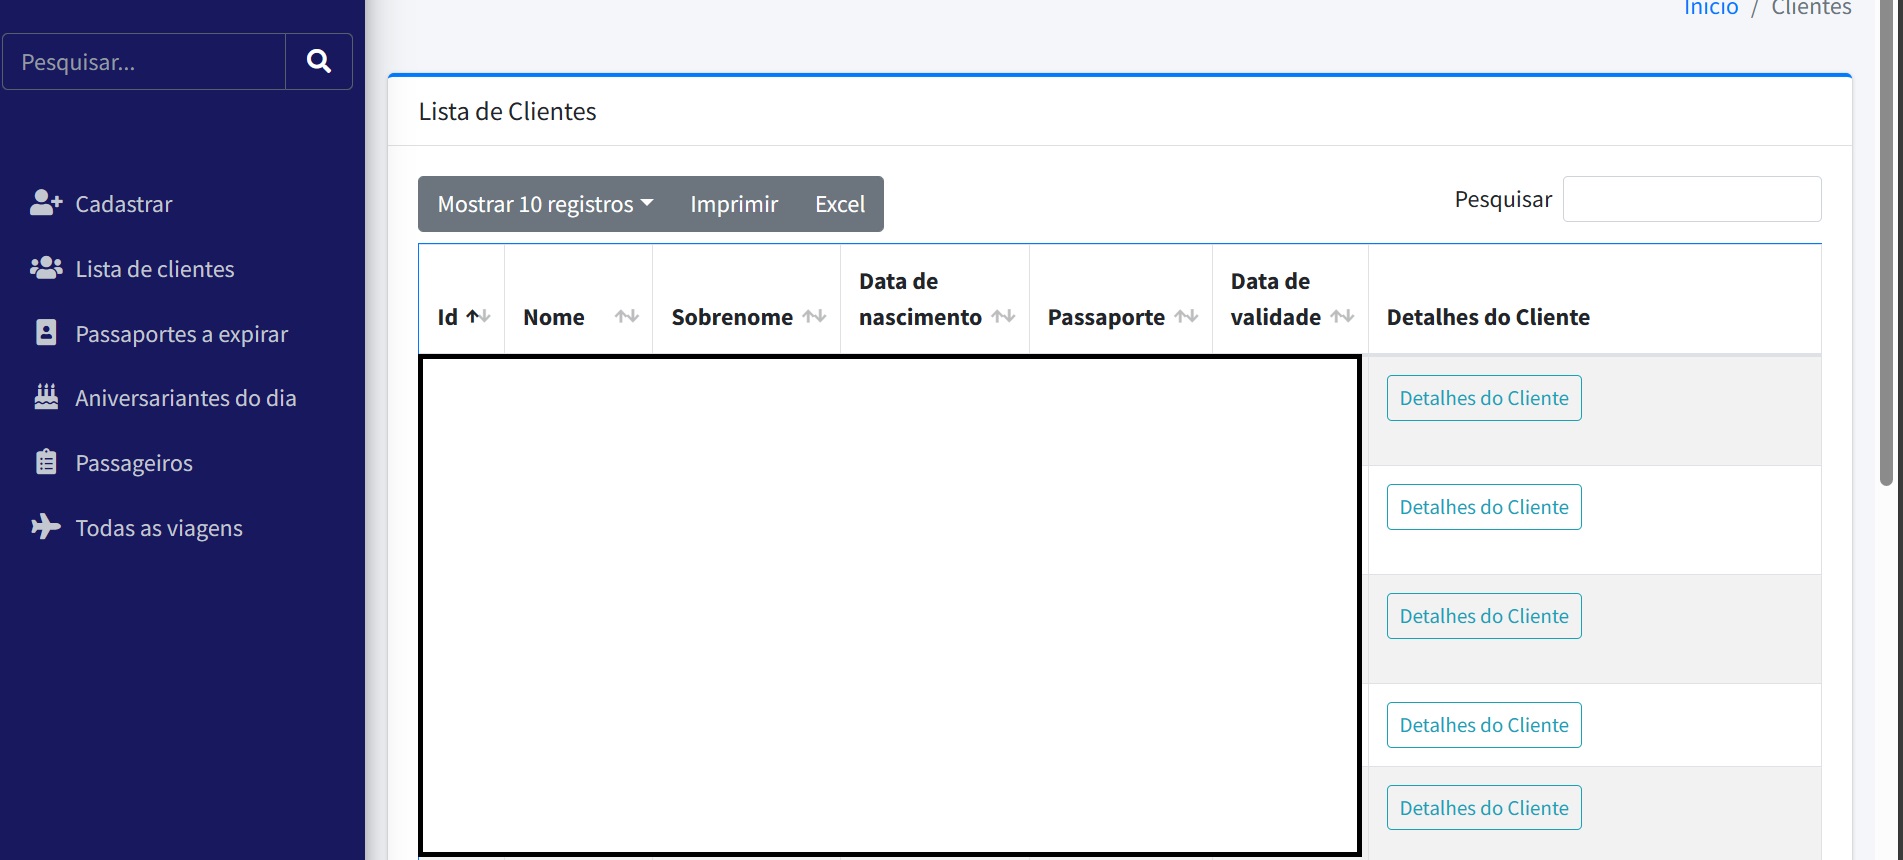 Início / Clientes
Pesquisar...
Cadastrar
Lista de clientes
Passaportes a expirar
Aniversariantes do dia
Passageiros
Todas as viagens
Lista de Clientes
Mostrar 10 registros Imprimir Excel
Pesquisar
Id Nome Sobrenome Data de nascimento Passaporte Data de validade Detalhes do Cliente
Detalhes do Cliente
Detalhes do Cliente
Detalhes do Cliente
Detalhes do Cliente
Detalhes do Cliente